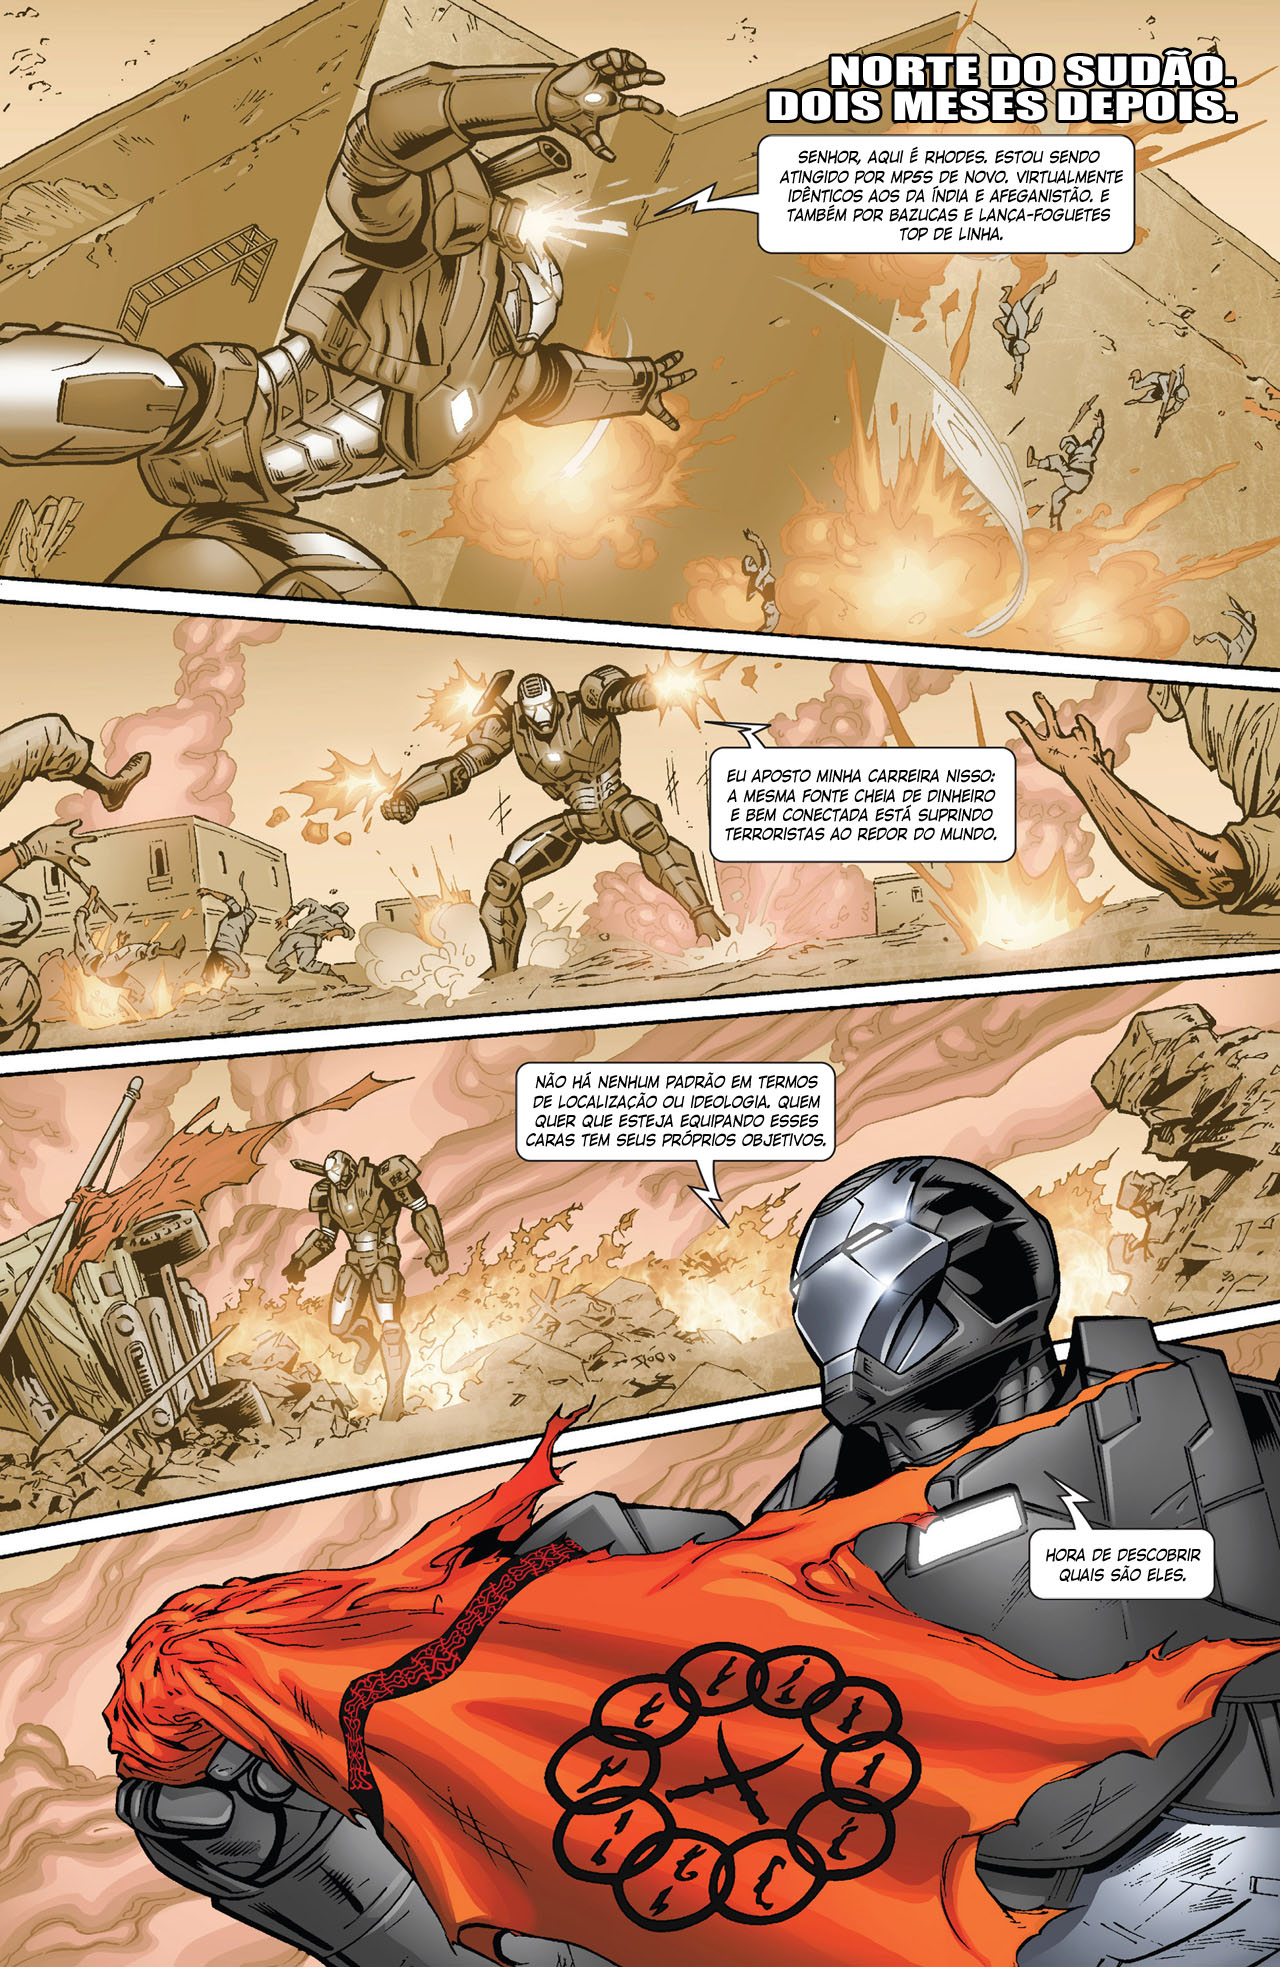 NORTE DO SUDÃO.
DOIS MESES DEPOIS.
SENHOR, AQUI É RHODES. ESTOU SENDO
ATINGIDO POR MP5S DE NOVO. VIRTUALMENTE
IDÊNTICOS AOS DA ÍNDIA E AFEGANISTÃO. E
TAMBÉM POR BAZUCAS E LANÇA-FOGUETES
TOP DE LINHA.
EU APOSTO MINHA CARREIRA NISSO:
A MESMA FONTE CHEIA DE DINHEIRO
E BEM CONECTADA ESTÁ SUPRINDO
TERRORISTAS AO REDOR DO MUNDO.
NÃO HÁ NENHUM PADRÃO EM TERMOS
DE LOCALIZAÇÃO OU IDEOLOGIA. QUEM
QUER QUE ESTEJA EQUIPANDO ESSES
CARAS TEM SEUS PRÓPRIOS OBJETIVOS.
HORA DE DESCOBRIR
QUAIS SÃO ELES.